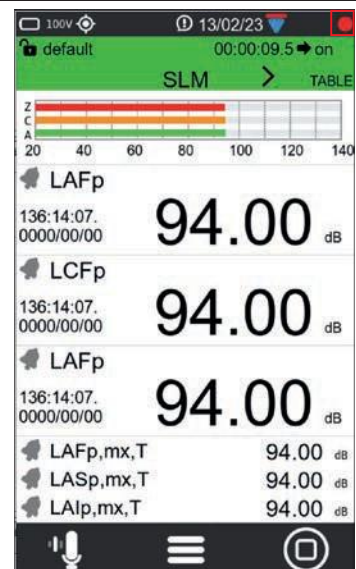 100V 13/02/23
default 00:00:09.5 on
SLM > TABLE
Z
C
A
20 40 60 80 100 120 140
LAFp
136:14:07.
0000/00/00
94.00 dB
LCFp
136:14:07.
0000/00/00
94.00 dB
LAFp
136:14:07.
0000/00/00
94.00 dB
LAFp,mx,T 94.00 dB
LASp,mx,T 94.00 dB
LAIp,mx,T 94.00 dB